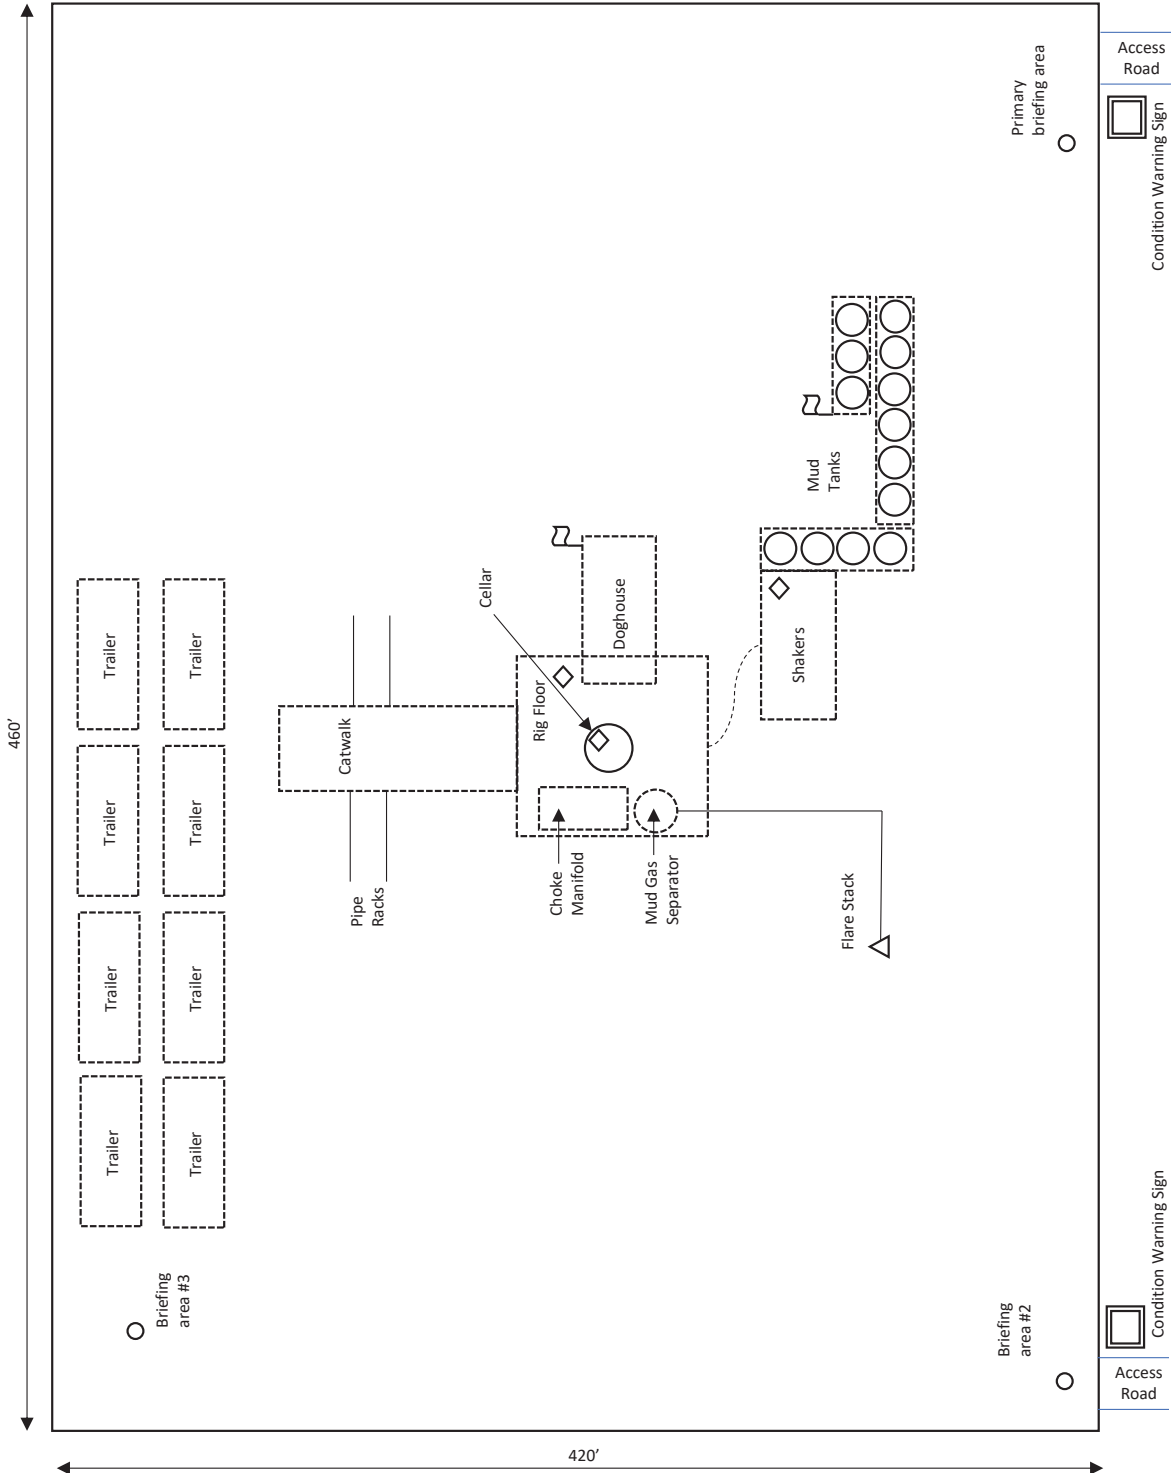 Access
Road
Primary
briefing area
Condition Warning Sign
460’
Mud
Tanks
Cellar
Doghouse
Shakers
Trailer
Trailer
Rig Floor
Catwalk
Trailer
Trailer
Pipe
Racks
Choke
Manifold
Mud Gas
Separator
Flare Stack
Trailer
Trailer
Trailer
Trailer
Briefing
area #3
Briefing
area #2
Condition Warning Sign
Access
Road
420’